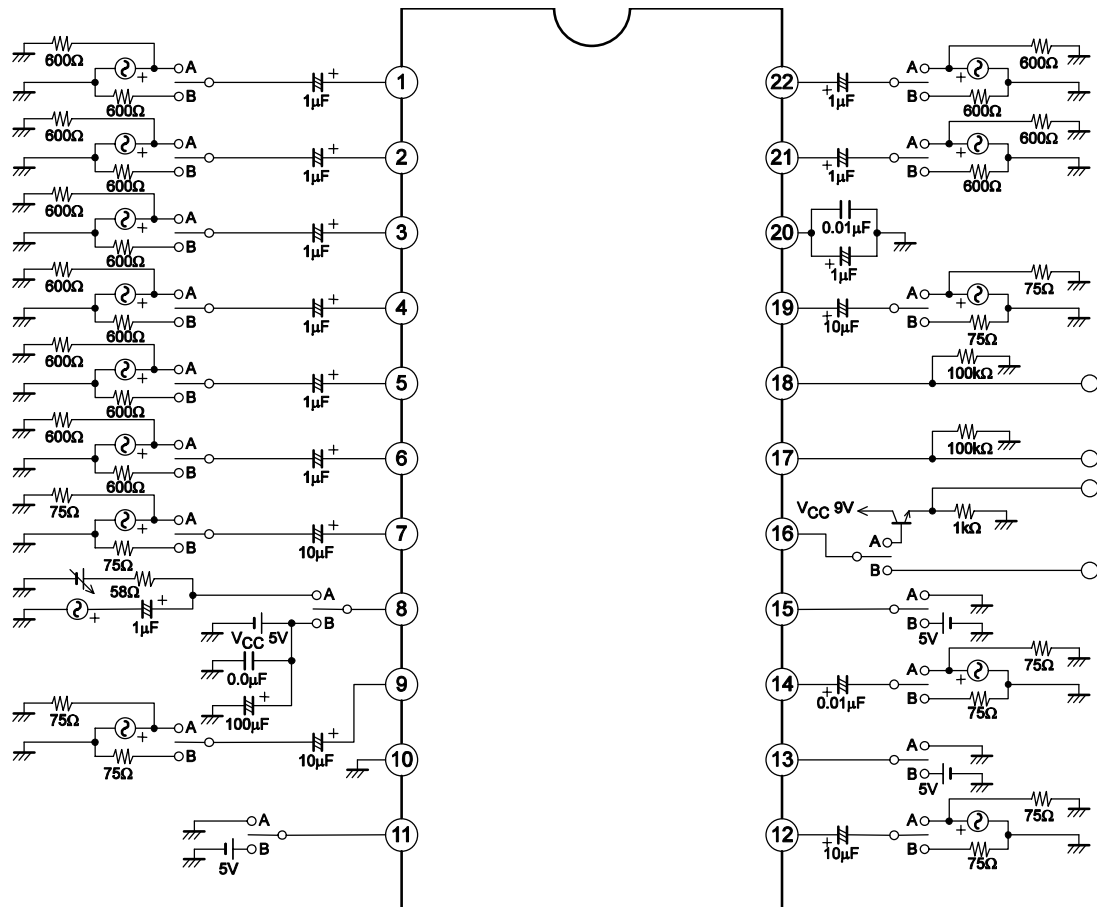 600Ω
+
A
B
600Ω
1μF
+
1
600Ω
+
A
B
600Ω
1μF
+
2
600Ω
+
A
B
600Ω
1μF
+
3
600Ω
+
A
B
600Ω
1μF
+
4
600Ω
+
A
B
600Ω
1μF
+
5
600Ω
+
A
B
600Ω
1μF
+
6
75Ω
+
A
B
75Ω
10μF
+
7
58Ω
+
1μF
+
A
B
8
VCC 5V
0.0μF
100μF
+
9
75Ω
+
A
B
75Ω
10μF
+
10
A
B
5V
11
22
+
1μF
A
B
+
600Ω
600Ω
21
+
1μF
A
B
+
600Ω
600Ω
20
0.01μF
+
1μF
19
+
10μF
A
B
+
75Ω
75Ω
18
100kΩ
17
100kΩ
16
VCC 9V
A
B
1kΩ
15
A
B
5V
14
+
0.01μF
A
B
+
75Ω
75Ω
13
A
B
5V
12
+
10μF
A
B
+
75Ω
75Ω